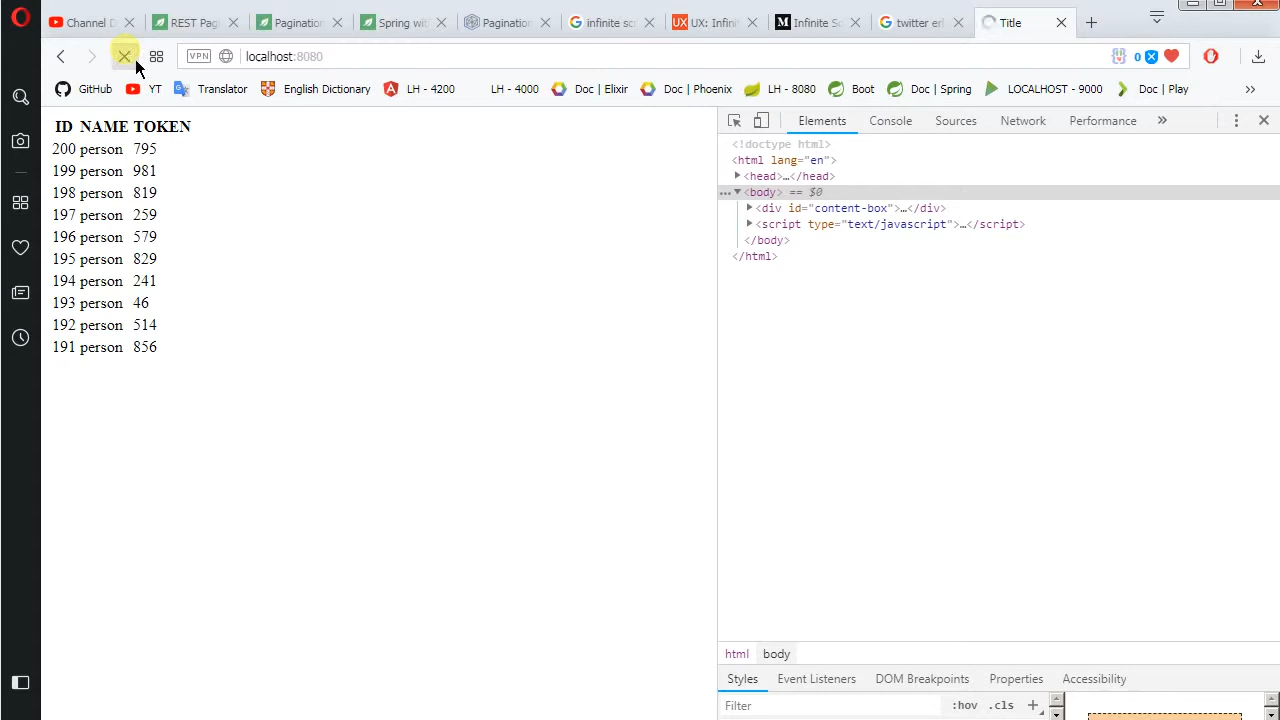 Channel D
REST Pagi
Pagination
Spring with
Pagination
infinite scr
UX: Infini
Infinite Sc
twitter erl
Title
VPN
localhost:8080
0
GitHub
YT
Translator
English Dictionary
LH - 4200
LH - 4000
Doc | Elixir
Doc | Phoenix
LH - 8080
Boot
Doc | Spring
LOCALHOST - 9000
Doc | Play
»
ID NAME TOKEN
200 person 795
199 person 981
198 person 819
197 person 259
196 person 579
195 person 829
194 person 241
193 person 46
192 person 514
191 person 856
Elements
Console
Sources
Network
Performance
»
<!doctype html>
<html lang="en">
<head>…</head>
<body> == $0
<div id="content-box">…</div>
<script type="text/javascript">…</script>
</body>
</html>
html
body
Styles
Event Listeners
DOM Breakpoints
Properties
Accessibility
Filter
:hov .cls +